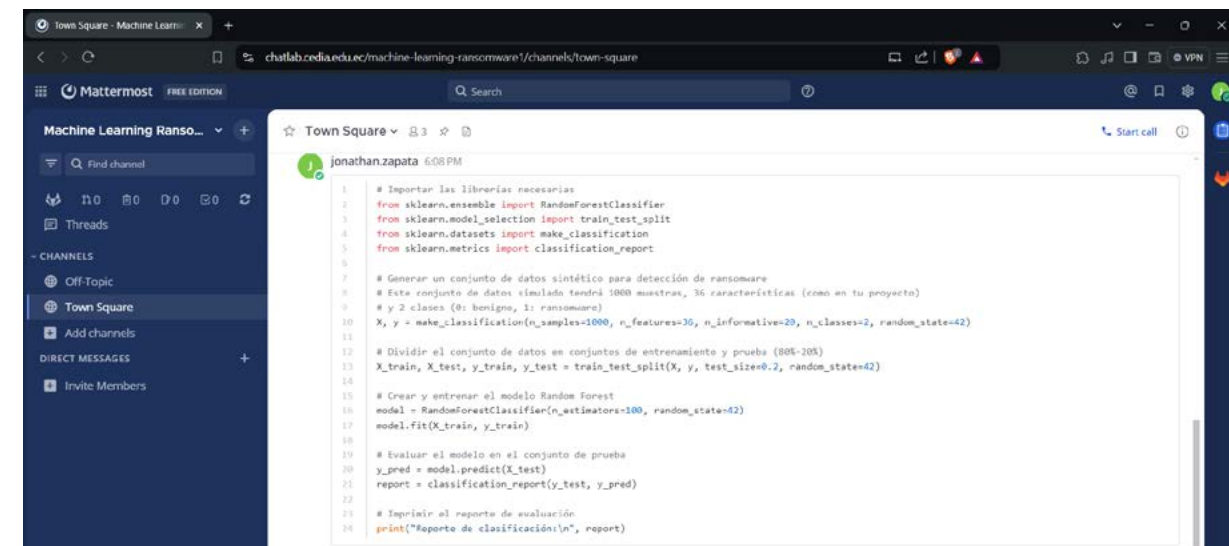 Town Square - Machine Learni
chatlab.cedia.edu.ec/machine-learning-ransomware1/channels/town-square
VPN
Mattermost FREE EDITION
Search
Machine Learning Ranso...
Find channel
0 0 0 0
Threads
CHANNELS
Off-Topic
Town Square
Add channels
DIRECT MESSAGES
Invite Members
Town Square 3
Start call
jonathan.zapata 6:08 PM
1 # Importar las librerías necesarias
2 from sklearn.ensemble import RandomForestClassifier
3 from sklearn.model_selection import train_test_split
4 from sklearn.datasets import make_classification
5 from sklearn.metrics import classification_report
6
7 # Generar un conjunto de datos sintético para detección de ransomware
8 # Este conjunto de datos simulado tendrá 1000 muestras, 36 características (como en tu proyecto)
9 # y 2 clases (0: benigno, 1: ransomware)
10 X, y = make_classification(n_samples=1000, n_features=36, n_informative=20, n_classes=2, random_state=42)
11
12 # Dividir el conjunto de datos en conjuntos de entrenamiento y prueba (80%-20%)
13 X_train, X_test, y_train, y_test = train_test_split(X, y, test_size=0.2, random_state=42)
14
15 # Crear y entrenar el modelo Random Forest
16 model = RandomForestClassifier(n_estimators=100, random_state=42)
17 model.fit(X_train, y_train)
18
19 # Evaluar el modelo en el conjunto de prueba
20 y_pred = model.predict(X_test)
21 report = classification_report(y_test, y_pred)
22
23 # Imprimir el reporte de evaluación
24 print("Reporte de clasificación:\n", report)